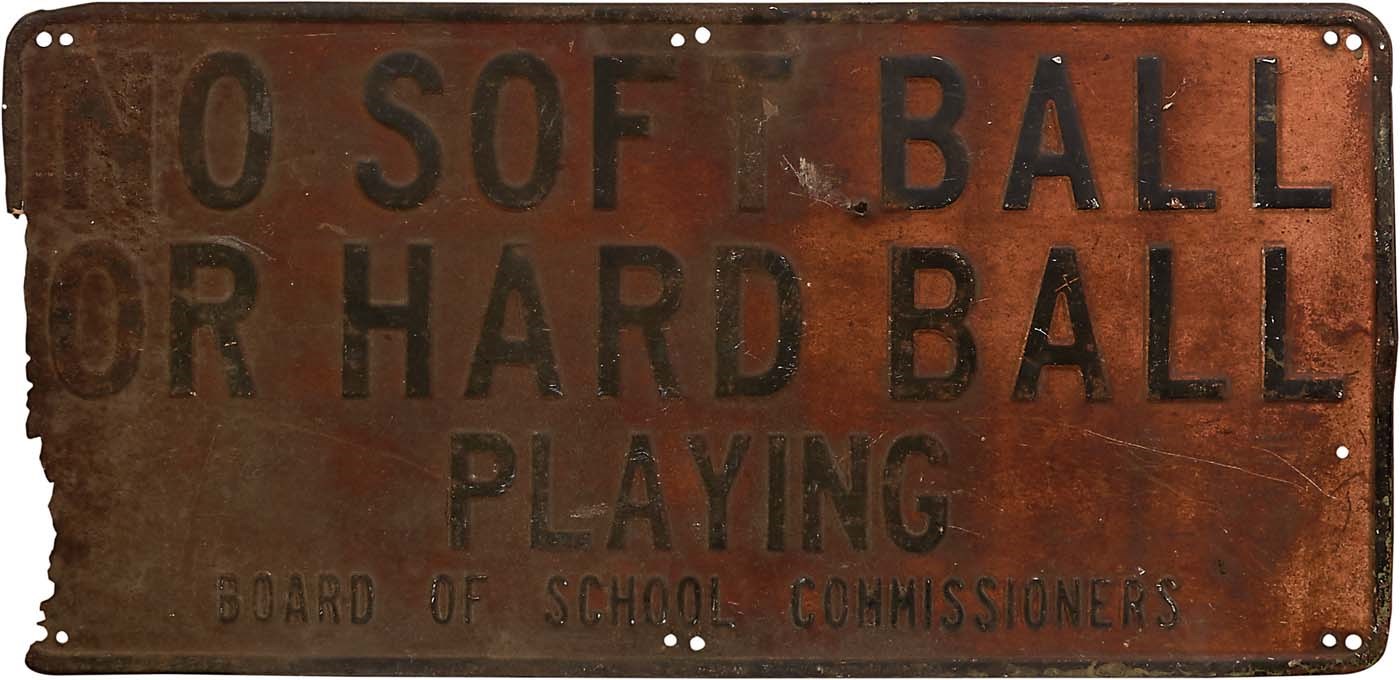 NO SOFT BALL
OR HARD BALL
PLAYING
BOARD OF SCHOOL COMMISSIONERS